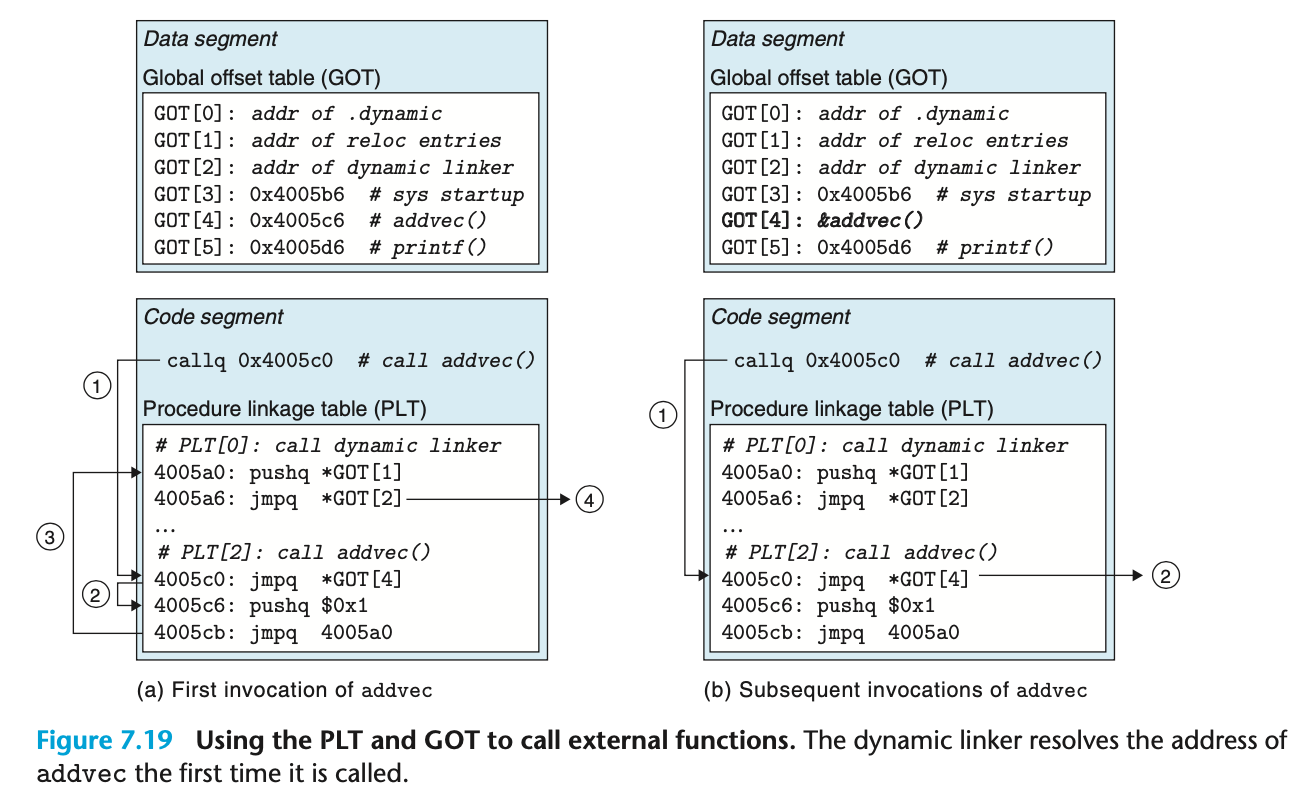 Data segment
Global offset table (GOT)
GOT[0]: addr of .dynamic
GOT[1]: addr of reloc entries
GOT[2]: addr of dynamic linker
GOT[3]: 0x4005b6 # sys startup
GOT[4]: 0x4005c6 # addvec()
GOT[5]: 0x4005d6 # printf()
Code segment
callq 0x4005c0 # call addvec()
1
Procedure linkage table (PLT)
# PLT[0]: call dynamic linker
4005a0: pushq *GOT[1]
4005a6: jmpq *GOT[2]
4
3
...
# PLT[2]: call addvec()
4005c0: jmpq *GOT[4]
2
4005c6: pushq $0x1
4005cb: jmpq 4005a0
(a) First invocation of addvec
Data segment
Global offset table (GOT)
GOT[0]: addr of .dynamic
GOT[1]: addr of reloc entries
GOT[2]: addr of dynamic linker
GOT[3]: 0x4005b6 # sys startup
GOT[4]: &addvec()
GOT[5]: 0x4005d6 # printf()
Code segment
callq 0x4005c0 # call addvec()
1
Procedure linkage table (PLT)
# PLT[0]: call dynamic linker
4005a0: pushq *GOT[1]
4005a6: jmpq *GOT[2]
...
# PLT[2]: call addvec()
4005c0: jmpq *GOT[4]
2
4005c6: pushq $0x1
4005cb: jmpq 4005a0
(b) Subsequent invocations of addvec
Figure 7.19 Using the PLT and GOT to call external functions. The dynamic linker resolves the address of
addvec the first time it is called.